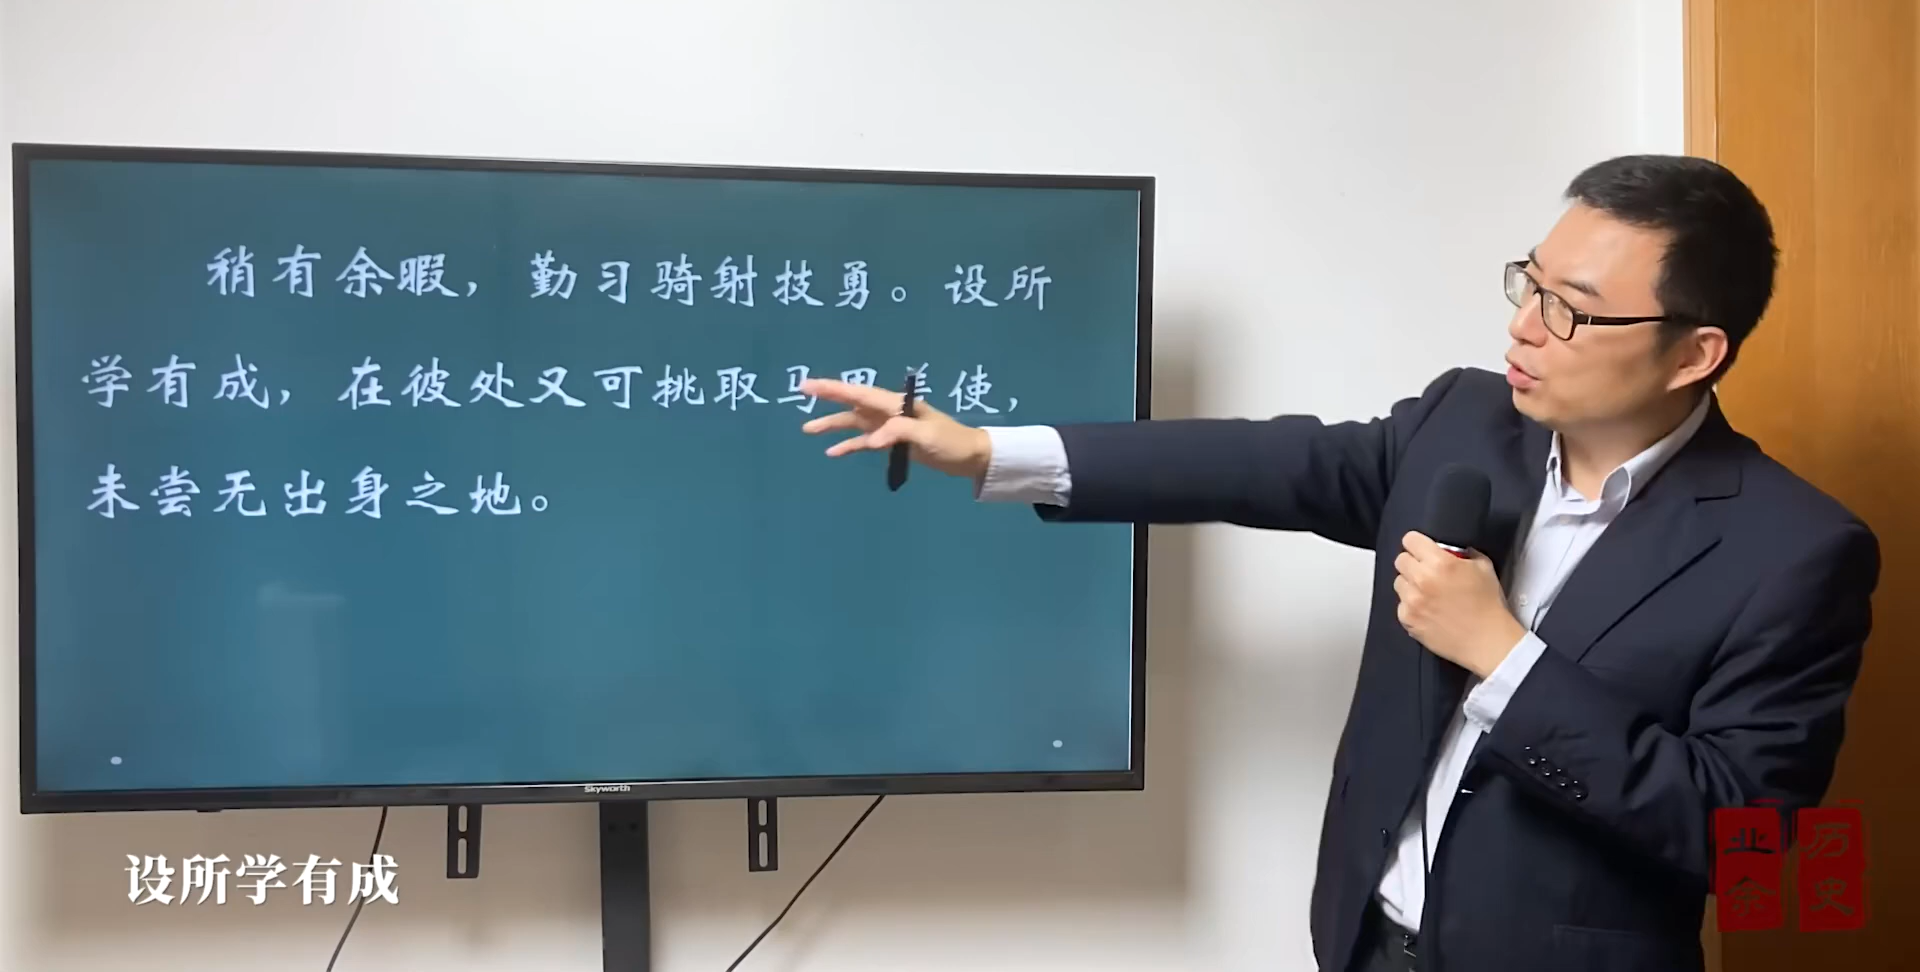 稍有余暇，勤习骑射技勇。设所
学有成，在彼处又可挑取马使，
未尝无出身之地。
Skyworth
设所学有成
业余
历史